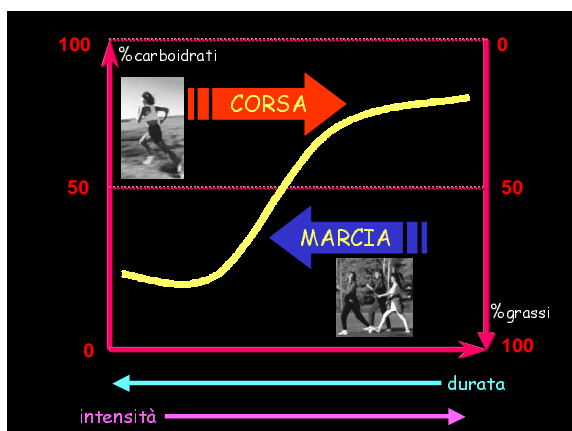 100
0
%carboidrati
CORSA
50
50
MARCIA
%grassi
0
100
durata
intensità